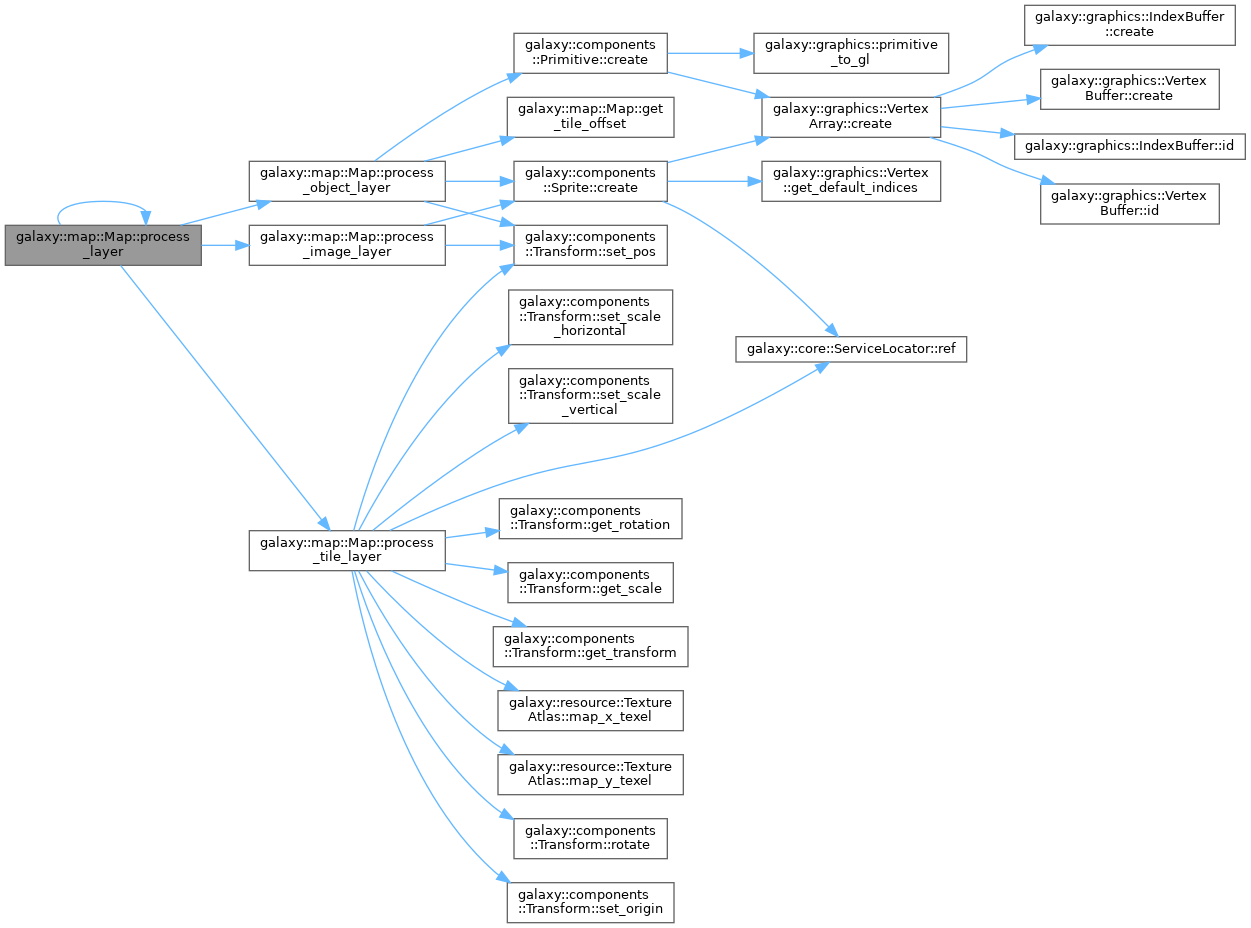 galaxy::map::Map::process
_layer
galaxy::map::Map::process
_object_layer
galaxy::map::Map::process
_image_layer
galaxy::map::Map::process
_tile_layer
galaxy::components
::Primitive::create
galaxy::map::Map::get
_tile_offset
galaxy::components
::Sprite::create
galaxy::components
::Transform::set_pos
galaxy::components
::Transform::set_scale
_horizontal
galaxy::components
::Transform::set_scale
_vertical
galaxy::components
::Transform::get_rotation
galaxy::components
::Transform::get_scale
galaxy::components
::Transform::get_transform
galaxy::resource::Texture
Atlas::map_x_texel
galaxy::resource::Texture
Atlas::map_y_texel
galaxy::components
::Transform::rotate
galaxy::components
::Transform::set_origin
galaxy::graphics::primitive
_to_gl
galaxy::graphics::Vertex
Array::create
galaxy::graphics::Vertex
::get_default_indices
galaxy::core::ServiceLocator::ref
galaxy::graphics::IndexBuffer
::create
galaxy::graphics::Vertex
Buffer::create
galaxy::graphics::IndexBuffer::id
galaxy::graphics::Vertex
Buffer::id